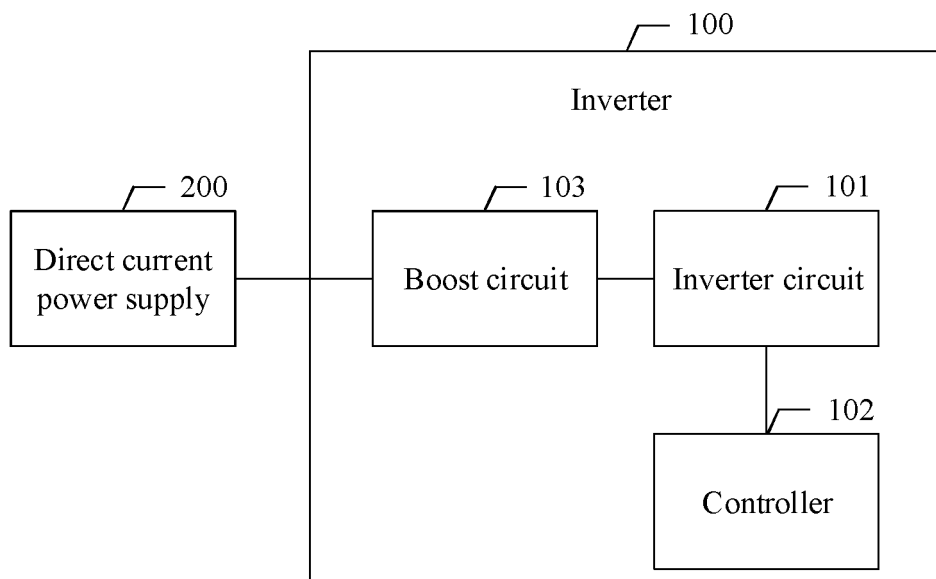 100
Inverter
200
103
101
Direct current
power supply
Boost circuit
Inverter circuit
102
Controller